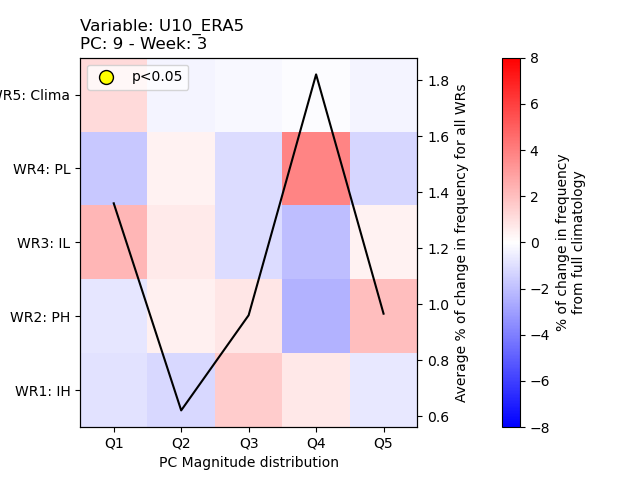 Variable: U10_ERA5
PC: 9 - Week: 3
p<0.05
WR5: Clima
WR4: PL
WR3: IL
WR2: PH
WR1: IH
Q1 Q2 Q3 Q4 Q5
PC Magnitude distribution
1.8
1.6
1.4
1.2
1.0
0.8
0.6
Average % of change in frequency for all WRs
8
6
4
2
0
−2
−4
−6
−8
% of change in frequency
from full climatology